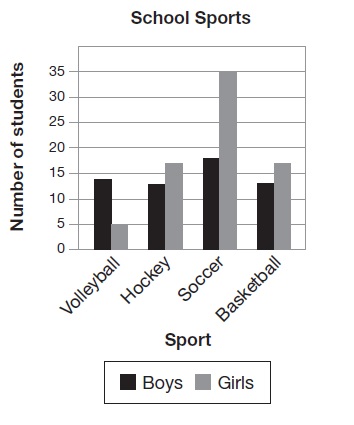 School Sports
Number of students
35
30
25
20
15
10
5
0
Volleyball
Hockey
Soccer
Basketball
Sport
Boys Girls